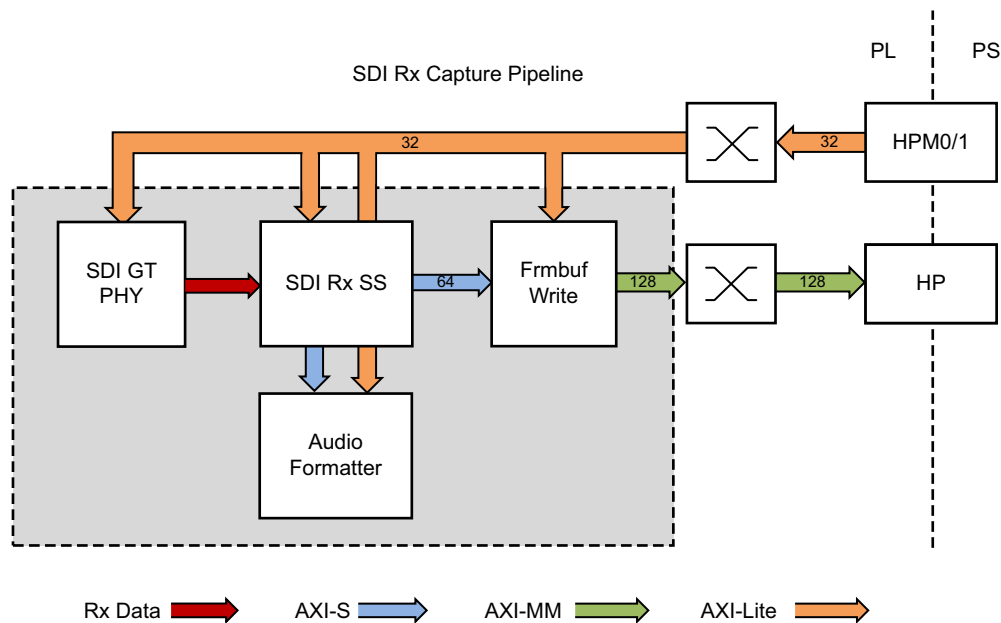 PL
PS
SDI Rx Capture Pipeline
32
32
HPM0/1
SDI GT
PHY
SDI Rx SS
64
Frmbuf
Write
128
128
HP
Audio
Formatter
Rx Data
AXI-S
AXI-MM
AXI-Lite